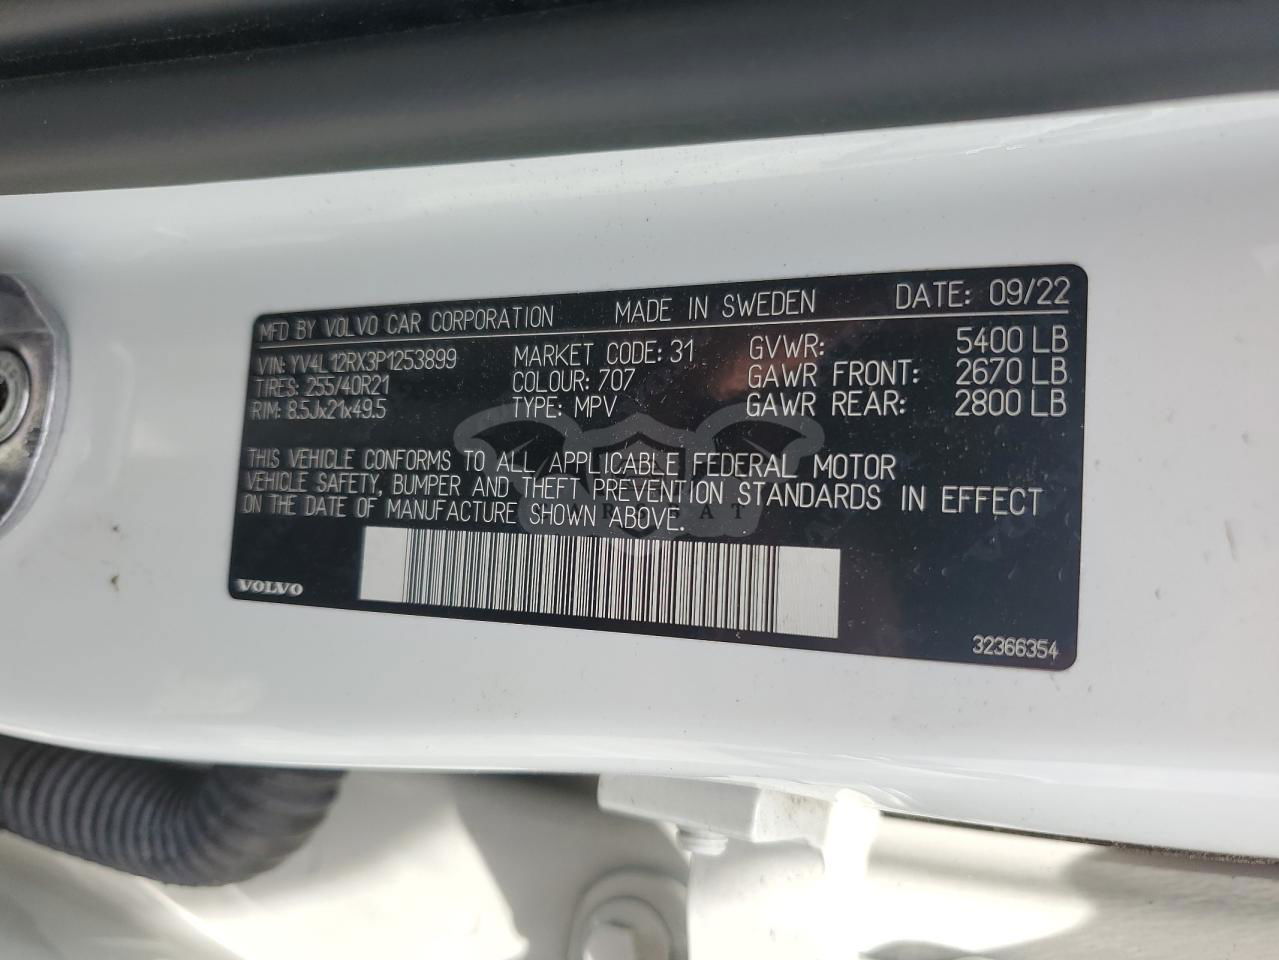 MFD BY VOLVO CAR CORPORATION MADE IN SWEDEN DATE: 09/22
VIN: YV4L12RX3P1253899 MARKET CODE: 31 GVWR: 5400 LB
TIRES: 255/40R21 COLOUR: 707 GAWR FRONT: 2670 LB
RIM: 8.5Jx21x49.5 TYPE: MPV GAWR REAR: 2800 LB
THIS VEHICLE CONFORMS TO ALL APPLICABLE FEDERAL MOTOR
VEHICLE SAFETY, BUMPER AND THEFT PREVENTION STANDARDS IN EFFECT
ON THE DATE OF MANUFACTURE SHOWN ABOVE.
VOLVO
32366354